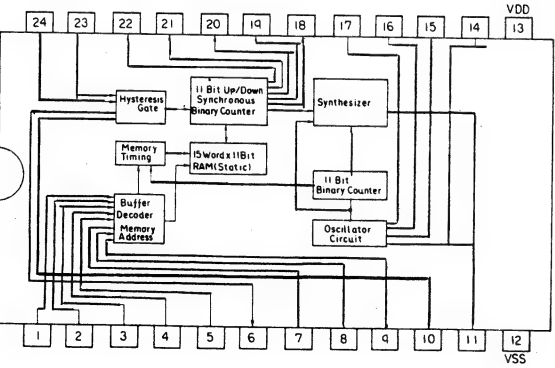 VDD
24 23 22 21 20 19 18 17 16 15 14 13
Hysteresis
Gate
11 Bit Up/Down
Synchronous
Binary Counter
Synthesizer
Memory
Timing
15 Word x 11 Bit
RAM (Static)
11 Bit
Binary Counter
Buffer
Decoder
Memory
Address
Oscillator
Circuit
1 2 3 4 5 6 7 8 9 10 11 12
VSS